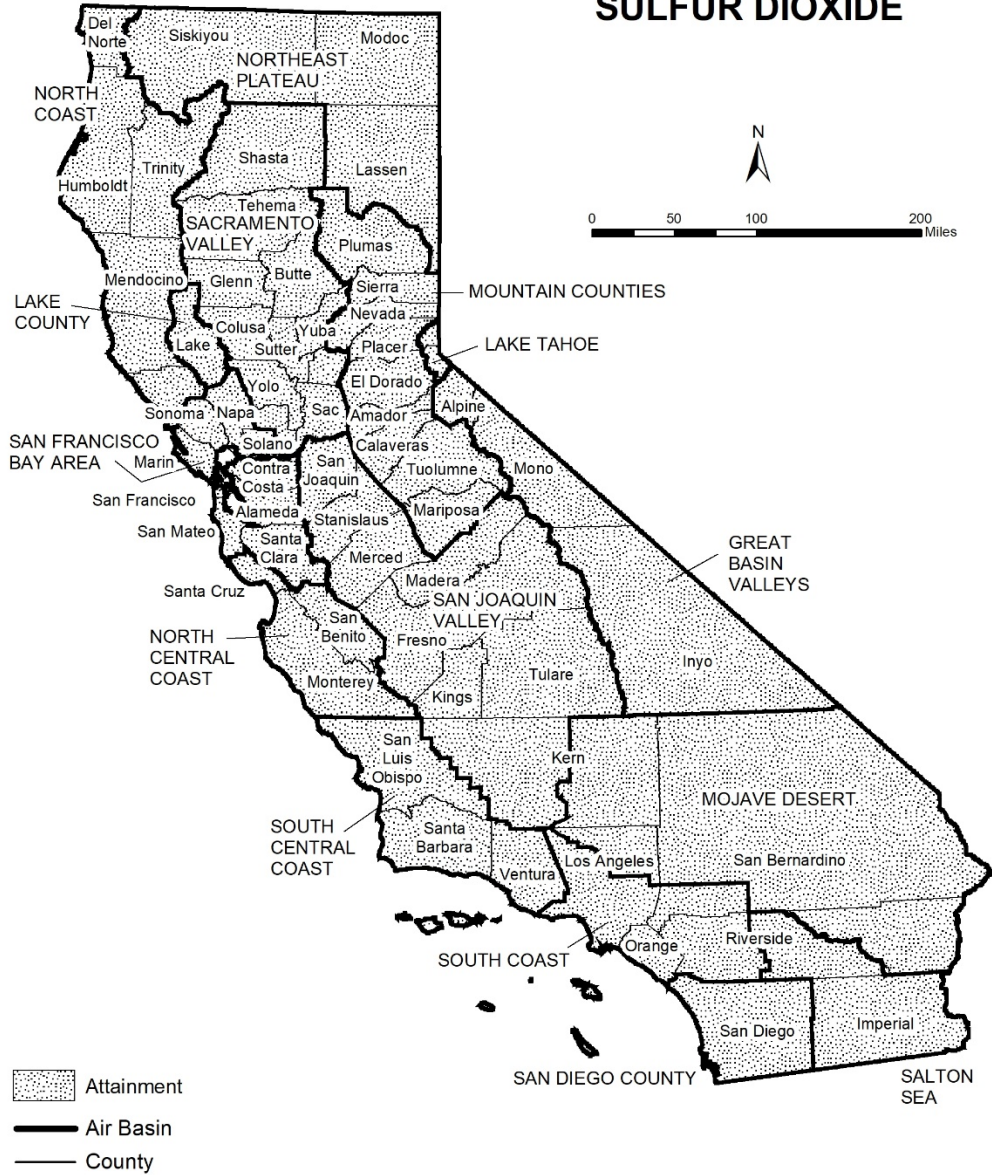 SULFUR DIOXIDE
Del
Norte
Siskiyou
Modoc
NORTHEAST
PLATEAU
NORTH
COAST
Trinity
Shasta
Lassen
Humboldt
Tehema
SACRAMENTO
VALLEY
Plumas
N
0 50 100 200
Miles
Mendocino
Glenn
Butte
Sierra
MOUNTAIN COUNTIES
LAKE
COUNTY
Nevada
Colusa
Yuba
Lake
Sutter
Placer
LAKE TAHOE
Yolo
El Dorado
Sonoma
Napa
Sac
Amador
Alpine
SAN FRANCISCO
BAY AREA
Marin
Solano
Calaveras
Contra
Costa
San
Joaquin
Tuolumne
Mono
San Francisco
Alameda
Stanislaus
Mariposa
San Mateo
Santa
Clara
Merced
GREAT
BASIN
VALLEYS
Santa Cruz
Madera
SAN JOAQUIN
VALLEY
San
Benito
Fresno
NORTH
CENTRAL
COAST
Monterey
Kings
Tulare
Inyo
San
Luis
Obispo
Kern
MOJAVE DESERT
SOUTH
CENTRAL
COAST
Santa
Barbara
Ventura
Los Angeles
San Bernardino
SOUTH COAST
Orange
Riverside
San Diego
Imperial
SAN DIEGO COUNTY
SALTON
SEA
Attainment
Air Basin
County